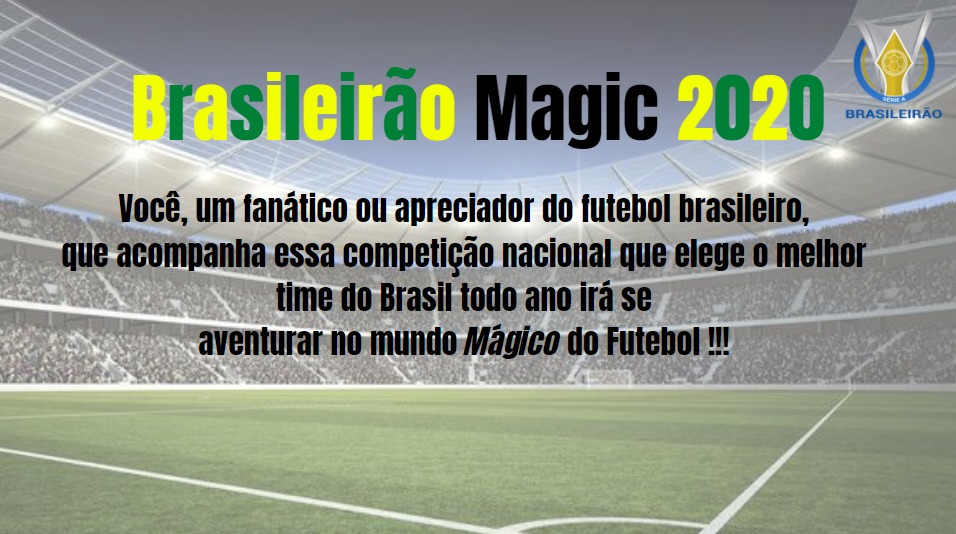 Brasileirão Magic 2020
SÉRIE A
BRASILEIRÃO
Você, um fanático ou apreciador do futebol brasileiro,
que acompanha essa competição nacional que elege o melhor
time do Brasil todo ano irá se
aventurar no mundo Mágico do Futebol !!!